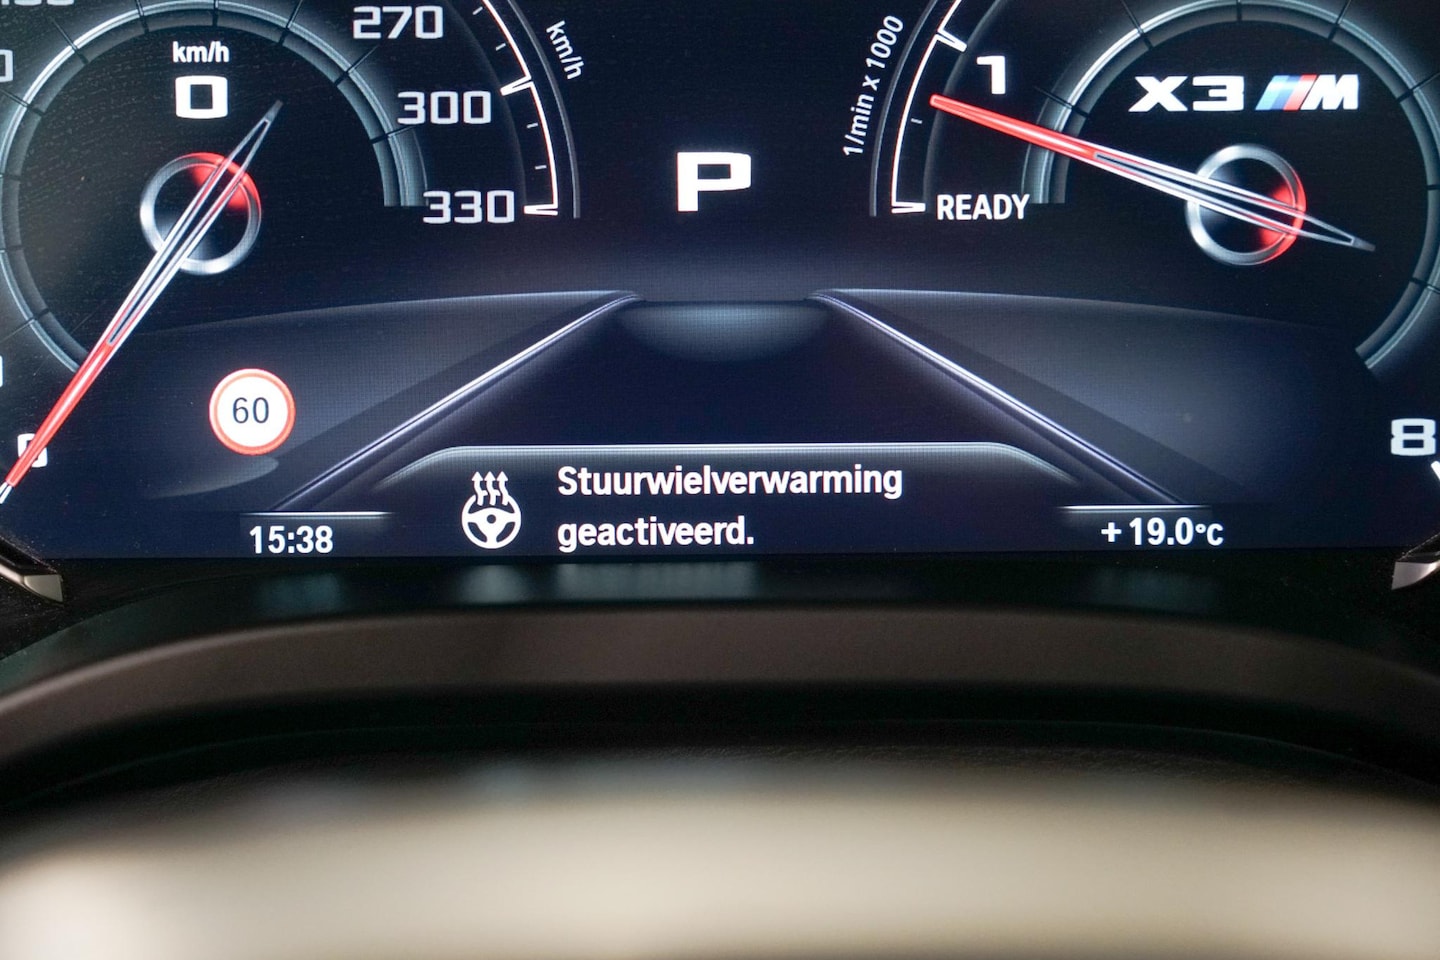 km/h
0
270
300
330
km/h
P
1/min x 1000
1
READY
X3 M
8
60
15:38
Stuurwielverwarming
geactiveerd.
+19.0°C